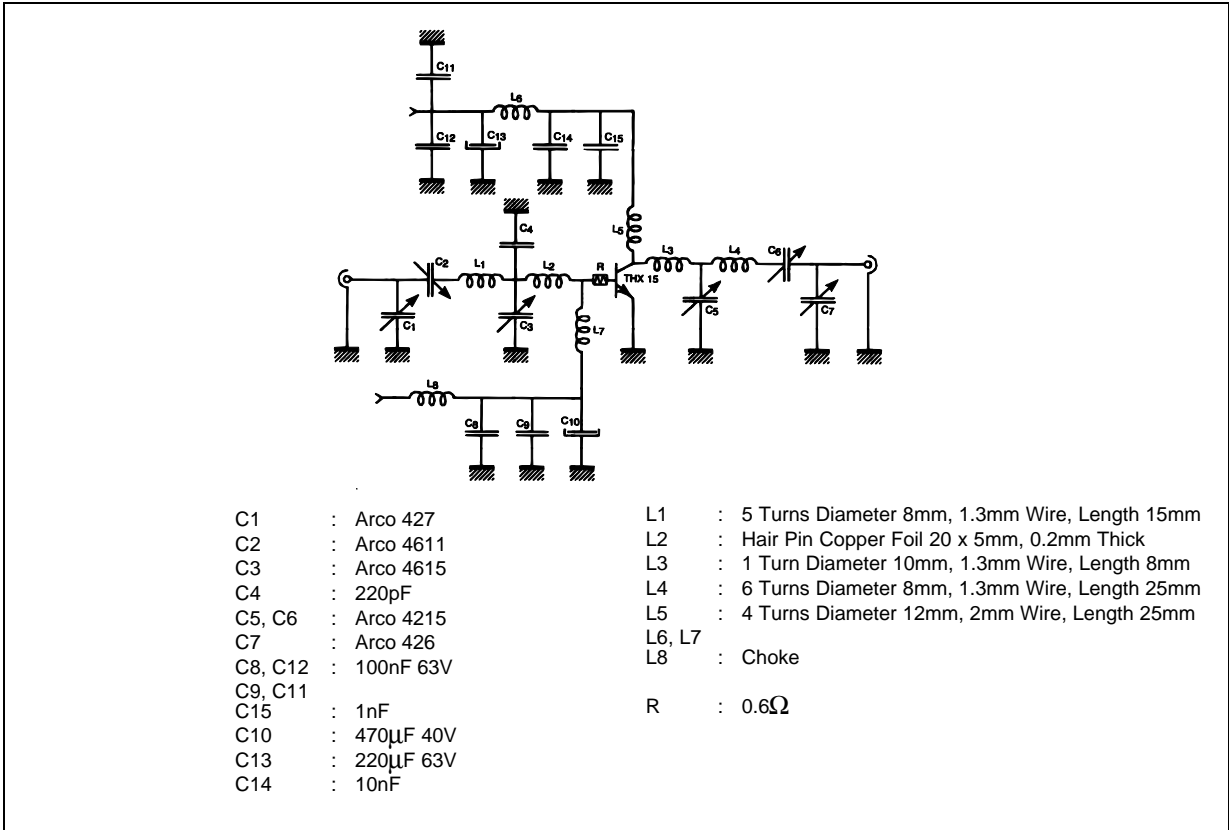 C11
L6
C12 C13 C14 C15
L5
C4
C2 L1 L2 R THX 15 L3 L4 C6
C1 C3 C5 C7
L7
L8
C8 C9 C10
C1 : Arco 427
C2 : Arco 4611
C3 : Arco 4615
C4 : 220pF
C5, C6 : Arco 4215
C7 : Arco 426
C8, C12 : 100nF 63V
C9, C11
C15 : 1nF
C10 : 470μF 40V
C13 : 220μF 63V
C14 : 10nF
L1 : 5 Turns Diameter 8mm, 1.3mm Wire, Length 15mm
L2 : Hair Pin Copper Foil 20 x 5mm, 0.2mm Thick
L3 : 1 Turn Diameter 10mm, 1.3mm Wire, Length 8mm
L4 : 6 Turns Diameter 8mm, 1.3mm Wire, Length 25mm
L5 : 4 Turns Diameter 12mm, 2mm Wire, Length 25mm
L6, L7
L8 : Choke
R : 0.6Ω